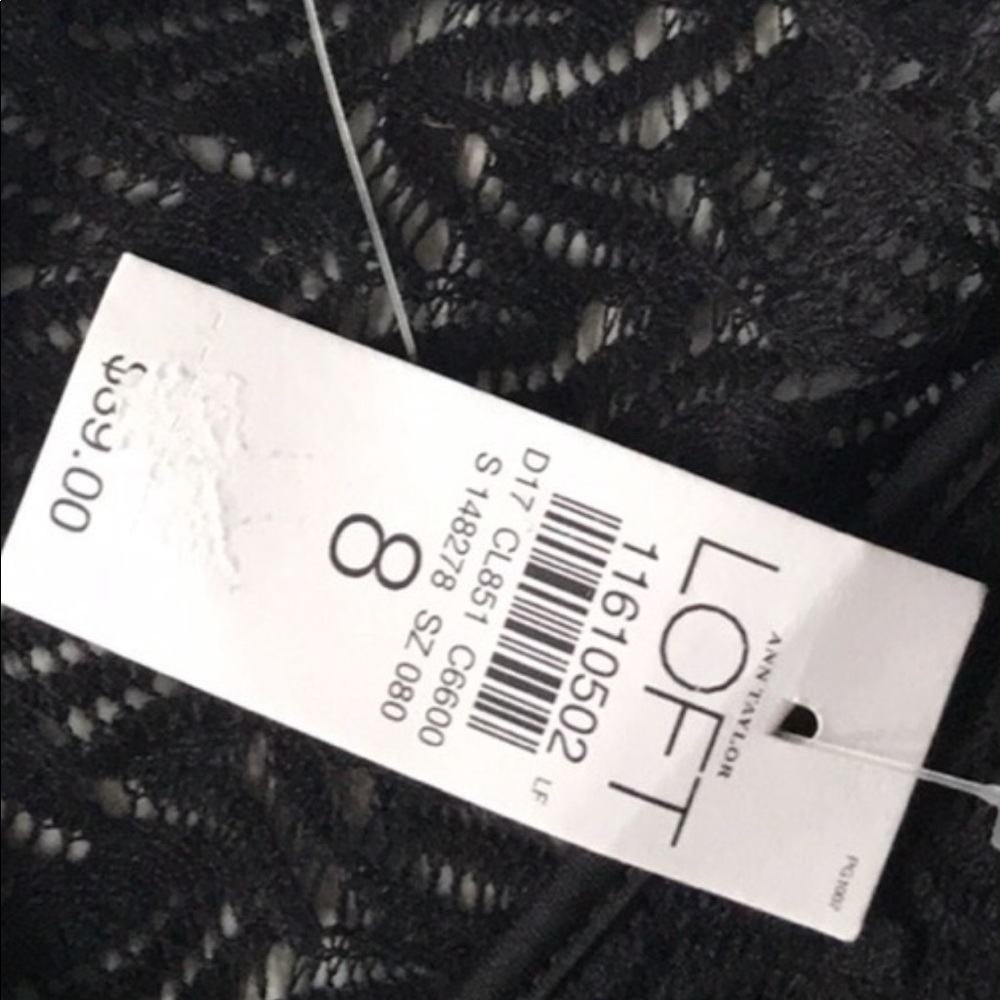 ANN TAYLOR
LOFT
11610502
LF
D17 CL851 C6600
S 148278 SZ 080
8